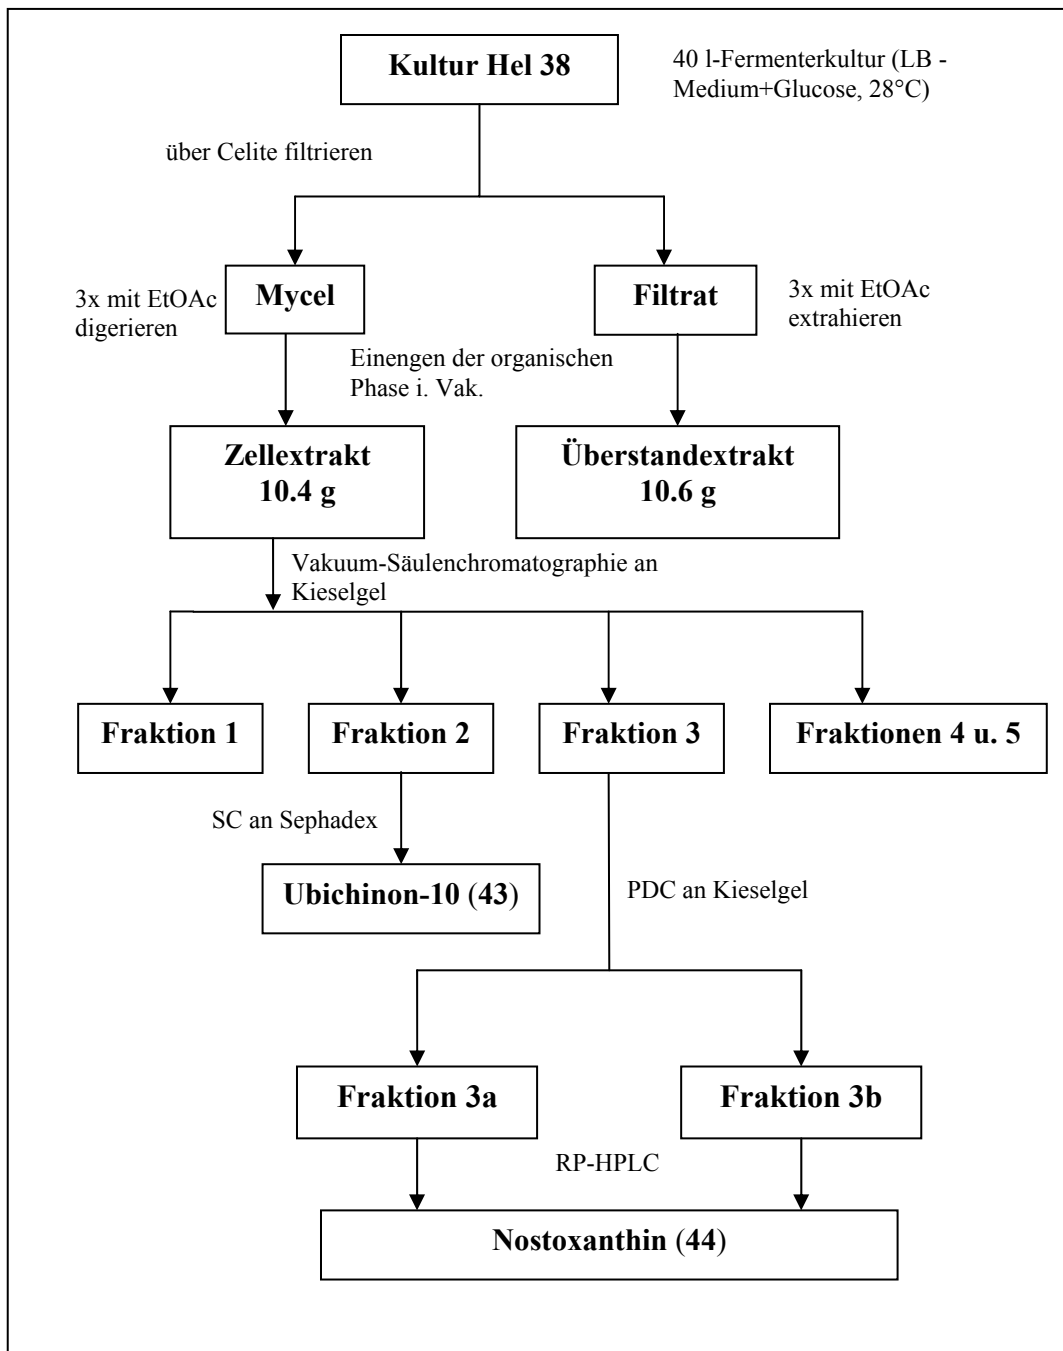 Kultur Hel 38
40 l-Fermenterkultur (LB -
Medium+Glucose, 28°C)
über Celite filtrieren
3x mit EtOAc
digerieren
Mycel
Filtrat
3x mit EtOAc
extrahieren
Einengen der organischen
Phase i. Vak.
Zellextrakt
10.4 g
Überstandextrakt
10.6 g
Vakuum-Säulenchromatographie an
Kieselgel
Fraktion 1
Fraktion 2
Fraktion 3
Fraktionen 4 u. 5
SC an Sephadex
Ubichinon-10 (43)
PDC an Kieselgel
Fraktion 3a
Fraktion 3b
RP-HPLC
Nostoxanthin (44)